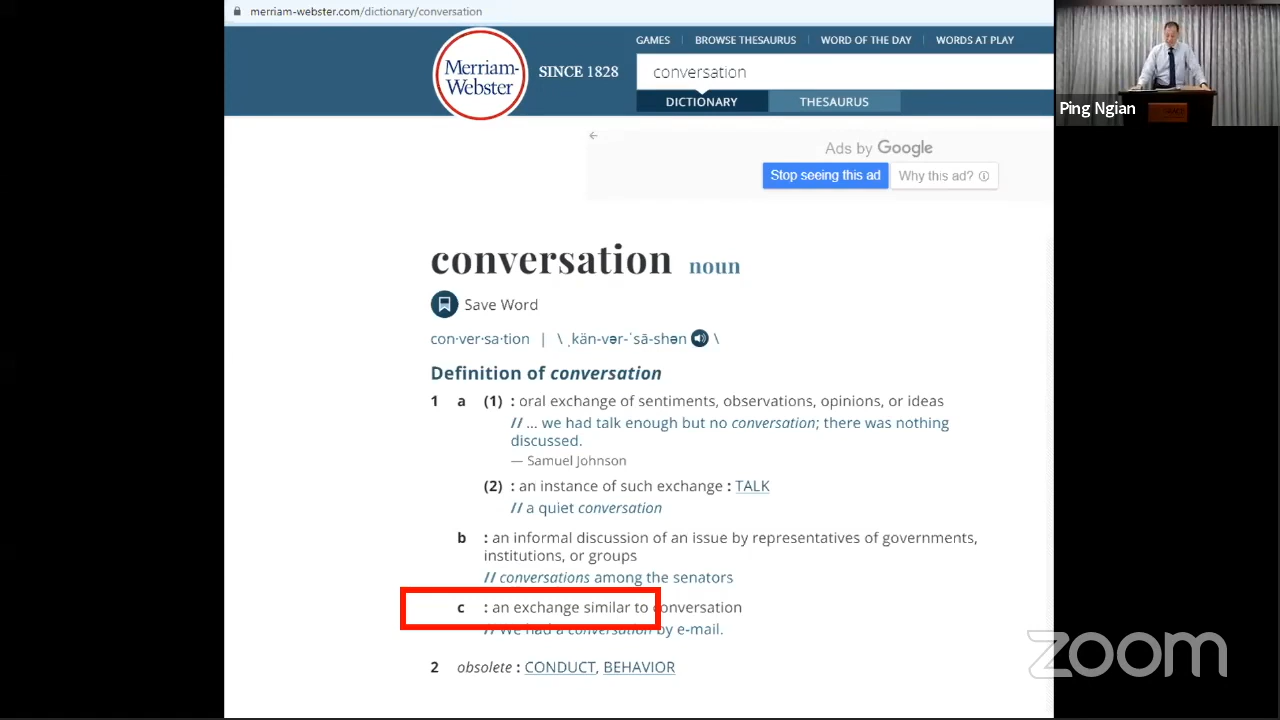 merriam-webster.com/dictionary/conversation
GAMES BROWSE THESAURUS WORD OF THE DAY WORDS AT PLAY
Merriam-
Webster
SINCE 1828
conversation
DICTIONARY THESAURUS
Ping Ngian
Ads by Google
Stop seeing this ad Why this ad?
conversation noun
Save Word
con·ver·sa·tion | \ ˌkän-vər-ˈsā-shən \
Definition of conversation
1 a (1) : oral exchange of sentiments, observations, opinions, or ideas
// ... we had talk enough but no conversation; there was nothing
discussed.
— Samuel Johnson
(2) : an instance of such exchange : TALK
// a quiet conversation
b : an informal discussion of an issue by representatives of governments,
institutions, or groups
// conversations among the senators
c : an exchange similar to conversation
// We had a conversation by e-mail.
2 obsolete : CONDUCT, BEHAVIOR
zoom